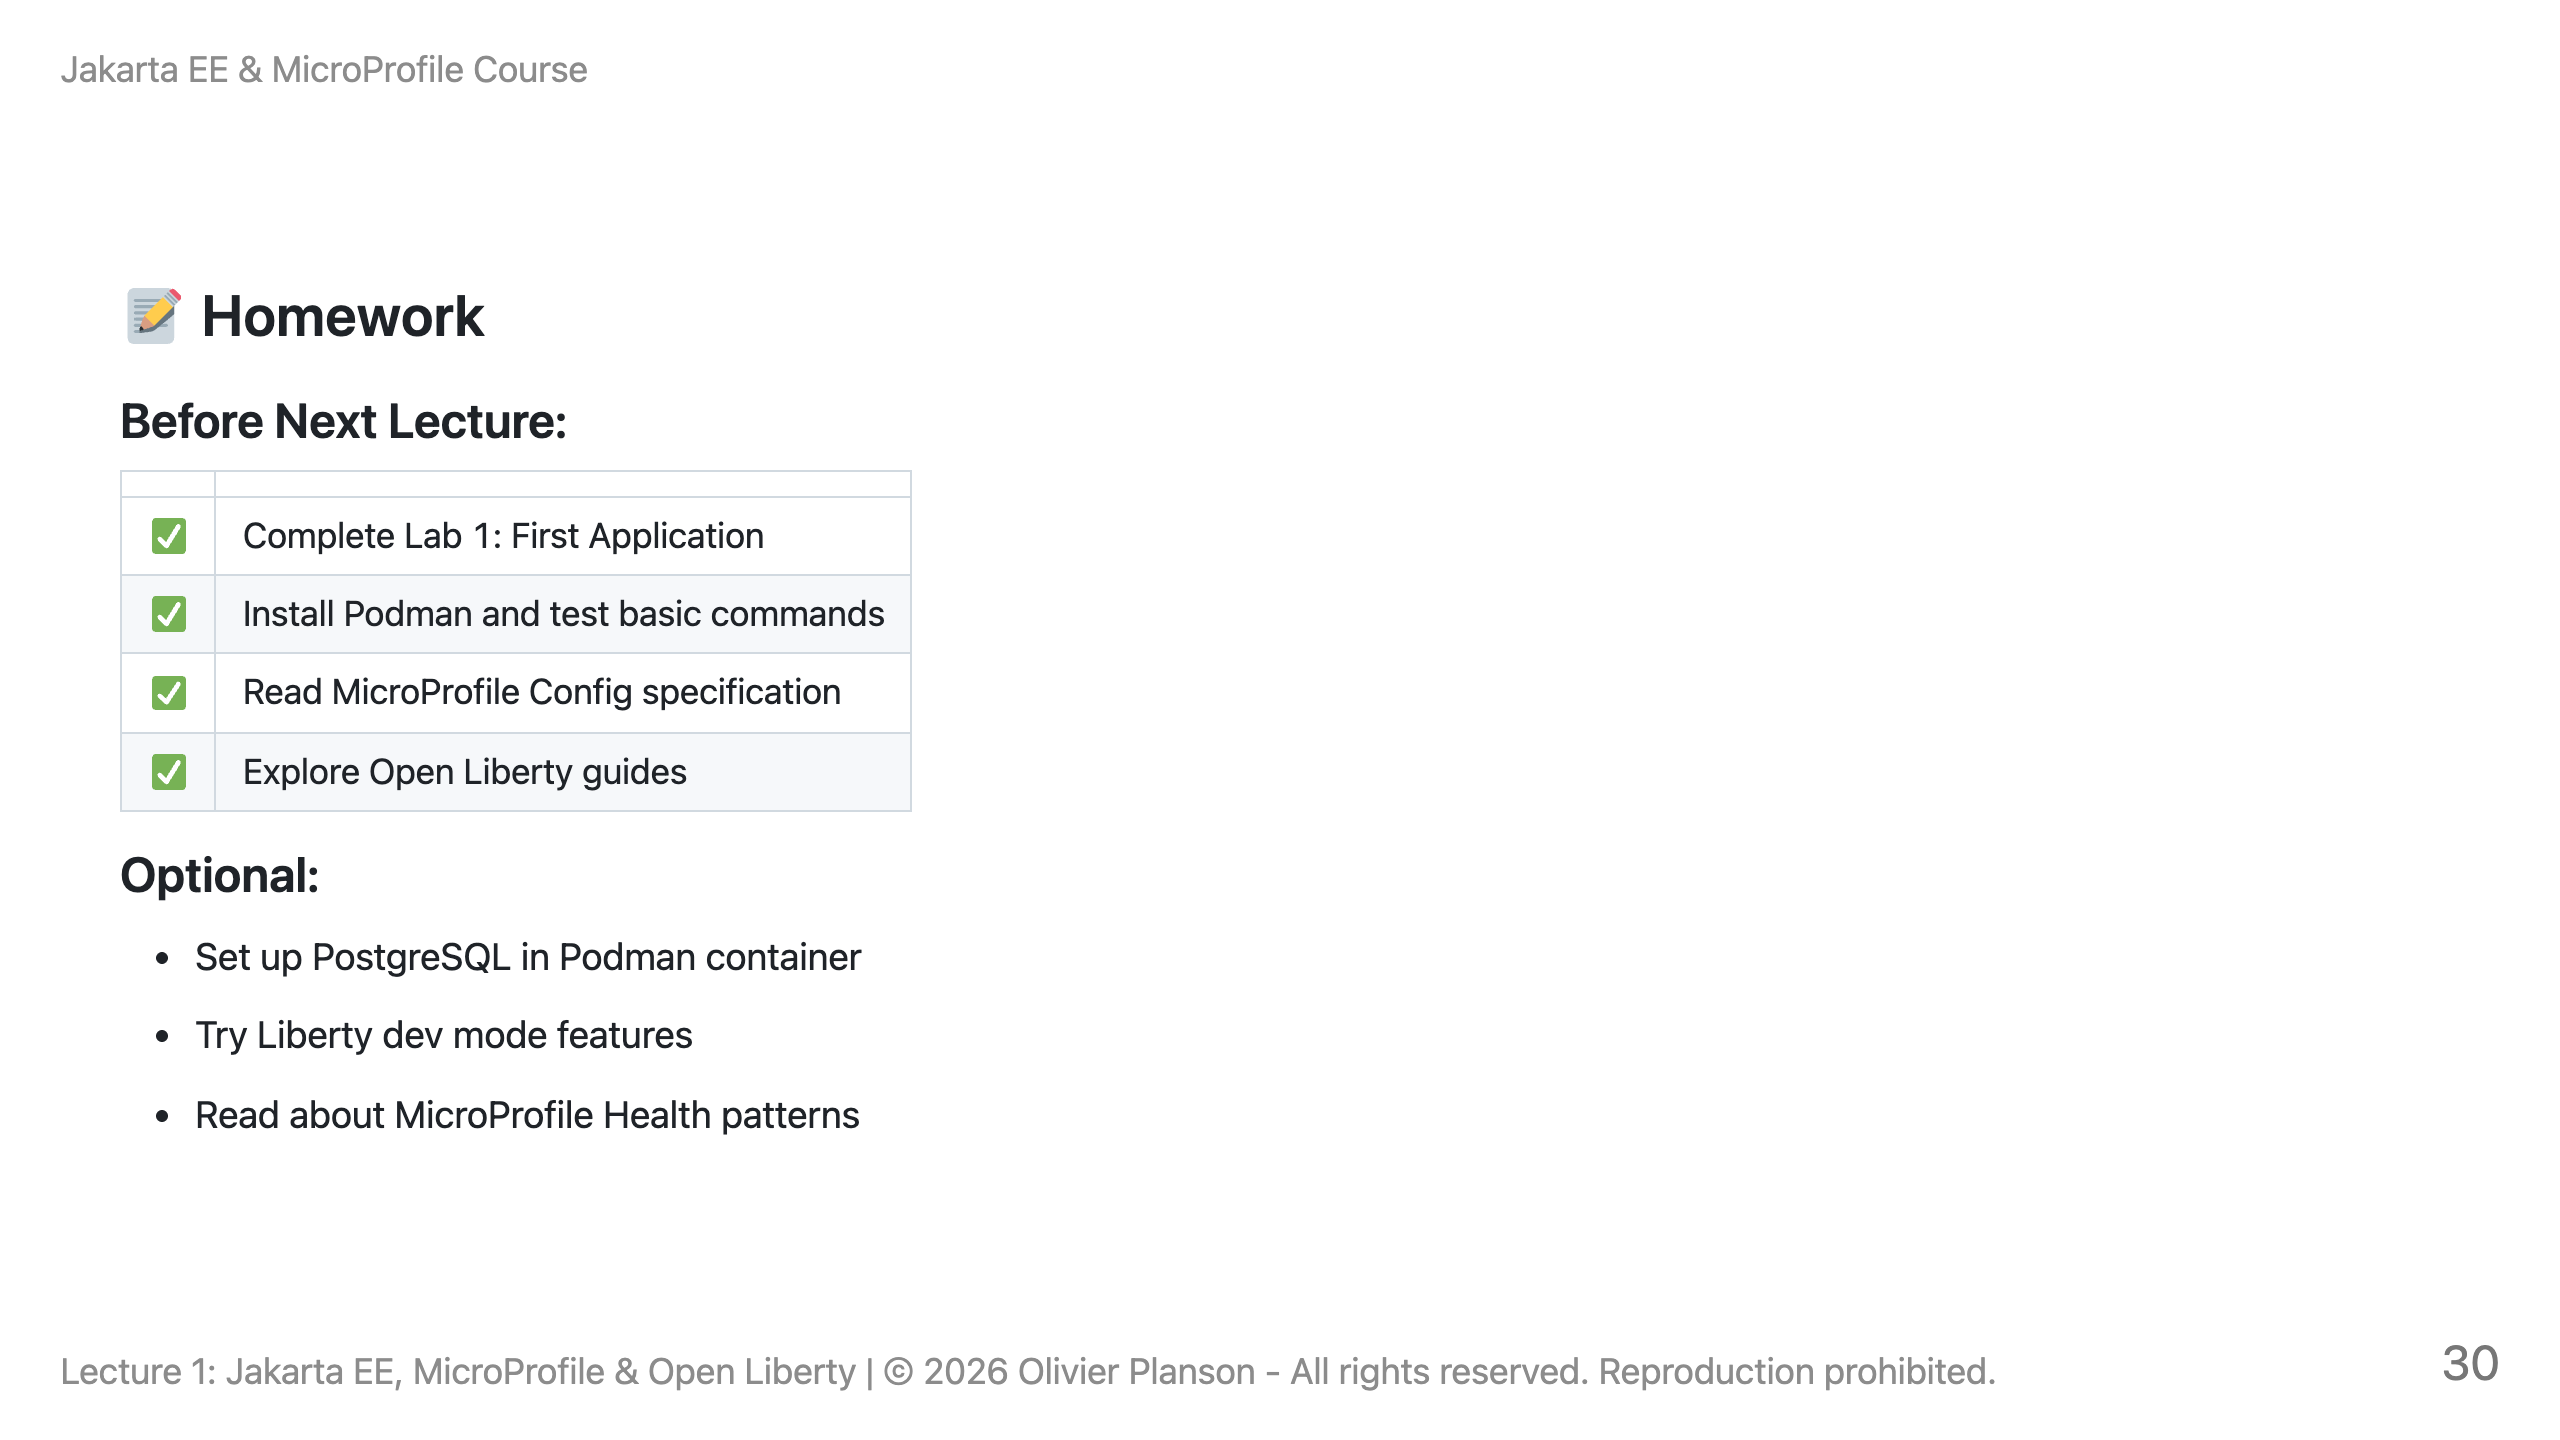 Jakarta EE & MicroProfile Course
📝 Homework
Before Next Lecture:
✅ Complete Lab 1: First Application
✅ Install Podman and test basic commands
✅ Read MicroProfile Config specification
✅ Explore Open Liberty guides
Optional:
• Set up PostgreSQL in Podman container
• Try Liberty dev mode features
• Read about MicroProfile Health patterns
Lecture 1: Jakarta EE, MicroProfile & Open Liberty | © 2026 Olivier Planson - All rights reserved. Reproduction prohibited.
30